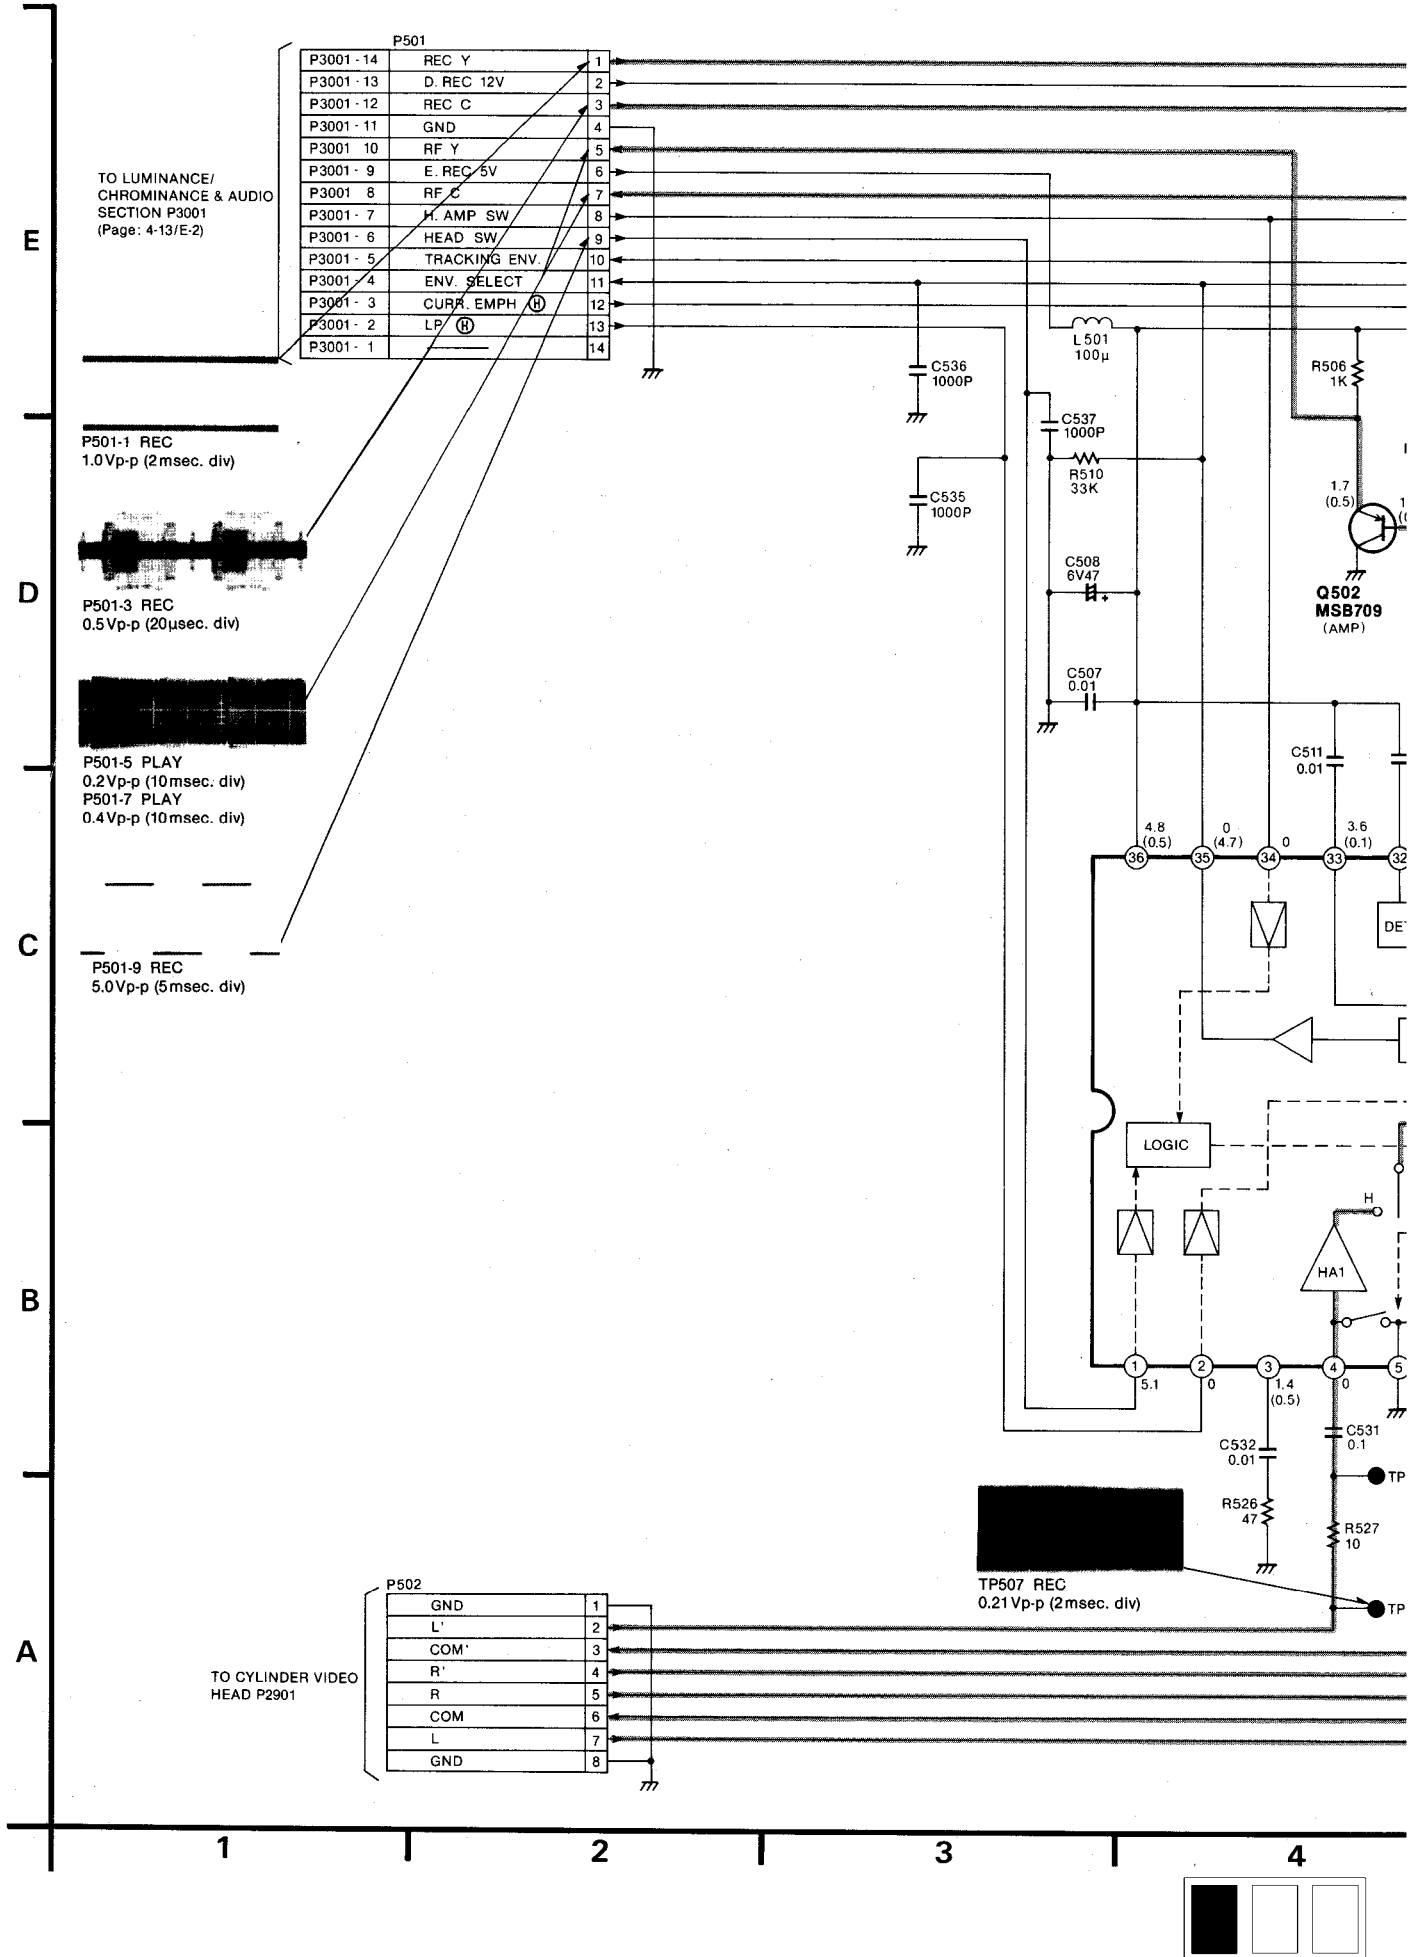 P501
P3001 - 14 REC Y 1
P3001 - 13 D. REC 12V 2
P3001 - 12 REC C 3
P3001 - 11 GND 4
P3001 10 RF Y 5
P3001 - 9 E. REC 5V 6
P3001 8 RF C 7
P3001 - 7 H. AMP SW 8
P3001 - 6 HEAD SW 9
P3001 - 5 TRACKING ENV. 10
P3001 - 4 ENV. SELECT 11
P3001 - 3 CURR. EMPH H 12
P3001 - 2 LP H 13
P3001 - 1 14
TO LUMINANCE/
CHROMINANCE & AUDIO
SECTION P3001
(Page: 4-13/E-2)
E
L501
100µ
C536
1000P
R506
1K
P501-1 REC
1.0Vp-p (2msec. div)
C537
1000P
R510
33K
C535
1000P
1.7
(0.5)
C508
6V47
+
D
Q502
MSB709
(AMP)
P501-3 REC
0.5Vp-p (20µsec. div)
C507
0.01
P501-5 PLAY
0.2Vp-p (10msec. div)
P501-7 PLAY
0.4Vp-p (10msec. div)
C511
0.01
4.8
(0.5)
0
(4.7)
0
3.6
(0.1)
36 35 34 33 32
C
P501-9 REC
5.0Vp-p (5msec. div)
LOGIC
H
HA1
B
1 2 3 4 5
5.1 0 1.4
(0.5)
0
C531
0.1
C532
0.01
TP
R526
47
R527
10
TP507 REC
0.21Vp-p (2msec. div)
TP
P502
GND 1
L' 2
COM' 3
R' 4
R 5
COM 6
L 7
GND 8
TO CYLINDER VIDEO
HEAD P2901
A
1 2 3 4